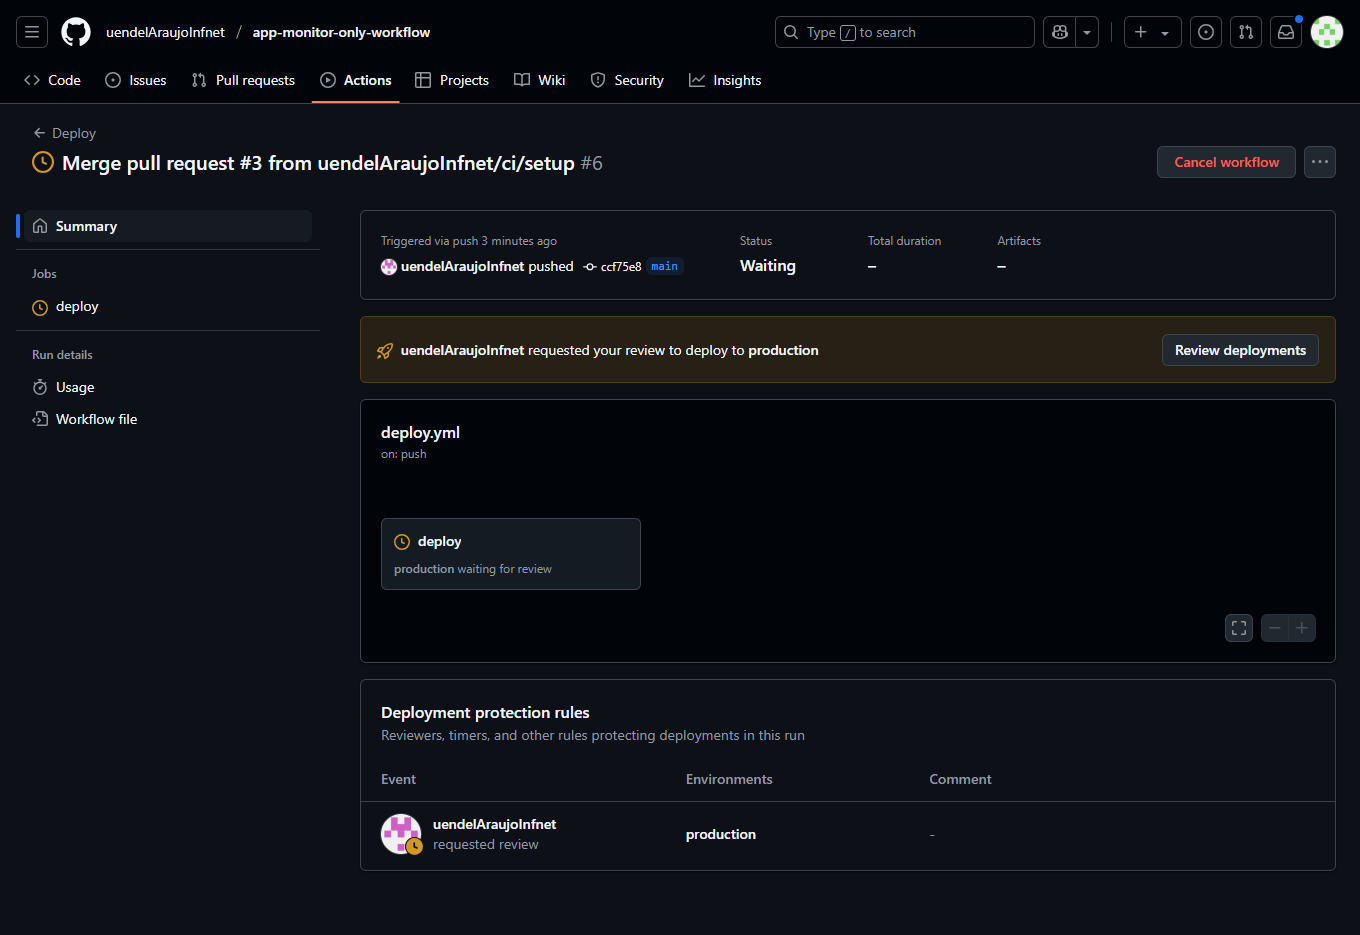 uendelAraujoInfnet / app-monitor-only-workflow
Type / to search
Code
Issues
Pull requests
Actions
Projects
Wiki
Security
Insights
Deploy
Merge pull request #3 from uendelAraujoInfnet/ci/setup #6
Cancel workflow
Summary
Jobs
deploy
Run details
Usage
Workflow file
Triggered via push 3 minutes ago
uendelAraujoInfnet pushed ccf75e8 main
Status
Waiting
Total duration
–
Artifacts
–
uendelAraujoInfnet requested your review to deploy to production
Review deployments
deploy.yml
on: push
deploy
production waiting for review
Deployment protection rules
Reviewers, timers, and other rules protecting deployments in this run
Event Environments Comment
uendelAraujoInfnet
requested review
production
-